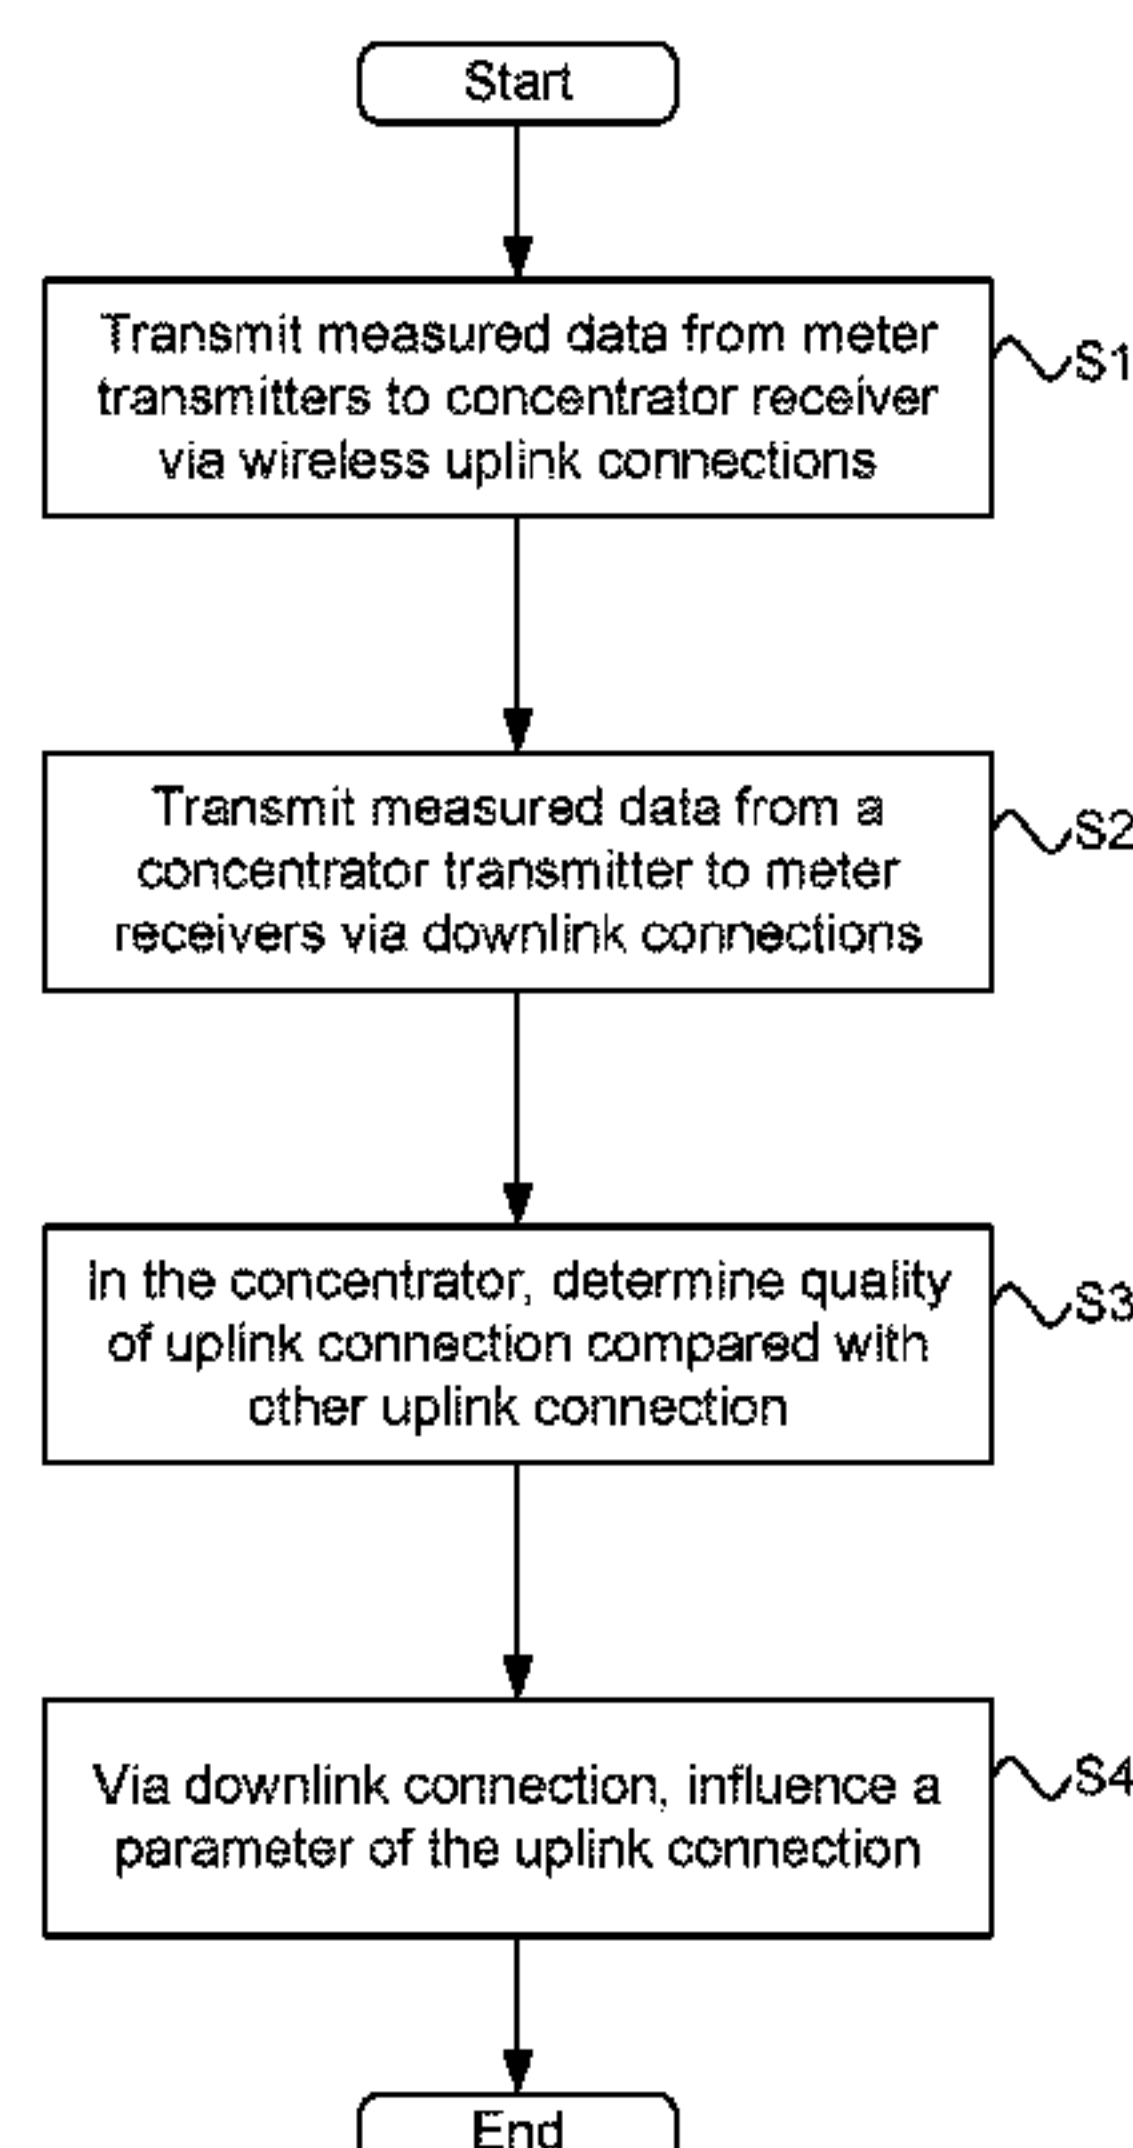 Start
Transmit measured data from meter
transmitters to concentrator receiver
via wireless uplink connections
S1
Transmit measured data from a
concentrator transmitter to meter
receivers via downlink connections
S2
In the concentrator, determine quality
of uplink connection compared with
other uplink connection
S3
Via downlink connection, influence a
parameter of the uplink connection
S4
End